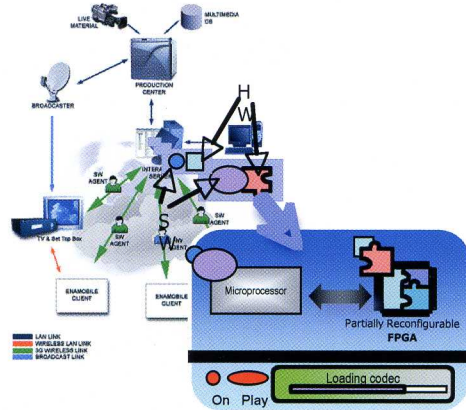 LIVE
MATERIAL
MULTIMEDIA
DB
PRODUCTION
CENTER
BROADCASTER
H
W
SW
AGENT
SW
AGENT
S
W
SW
AGENT
TV & Set Top Box
ENAMOBILE
CLIENT
ENAMOBILE
CLIENT
LAN LINK
WIRELESS LAN LINK
3G WIRELESS LINK
BROADCAST LINK
Microprocessor
Partially Reconfigurable
FPGA
On Play
Loading codec